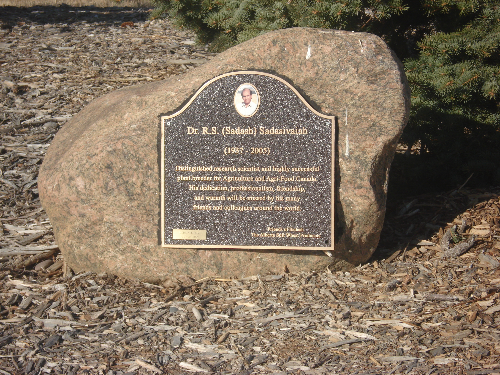 Dr. R.S. (Sadash) Sadasivaiah
(1937 - 2005)
Distinguished research scientist and highly successful
plant breeder for Agriculture and Agri-Food Canada.
His dedication, professionalism, friendship,
and warmth will be missed by his many
friends and colleagues around the world.